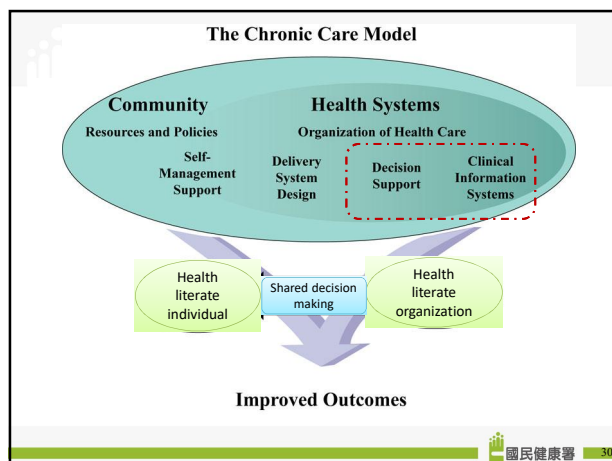 The Chronic Care Model
Community
Health Systems
Resources and Policies
Organization of Health Care
Self-
Management
Support
Delivery
System
Design
Decision
Support
Clinical
Information
Systems
Health
literate
individual
Shared decision
making
Health
literate
organization
Improved Outcomes
國民健康署
30